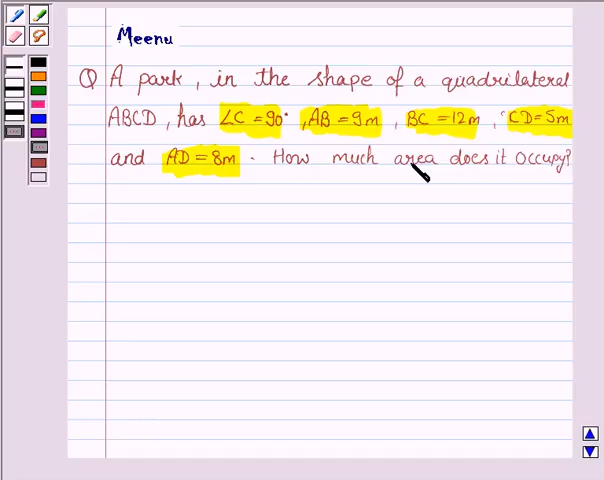 Meenu
Q A park, in the shape of a quadrilateral
ABCD, has ∠C = 90°, AB = 9m, BC = 12m, CD = 5m
and AD = 8m. How much area does it occupy?